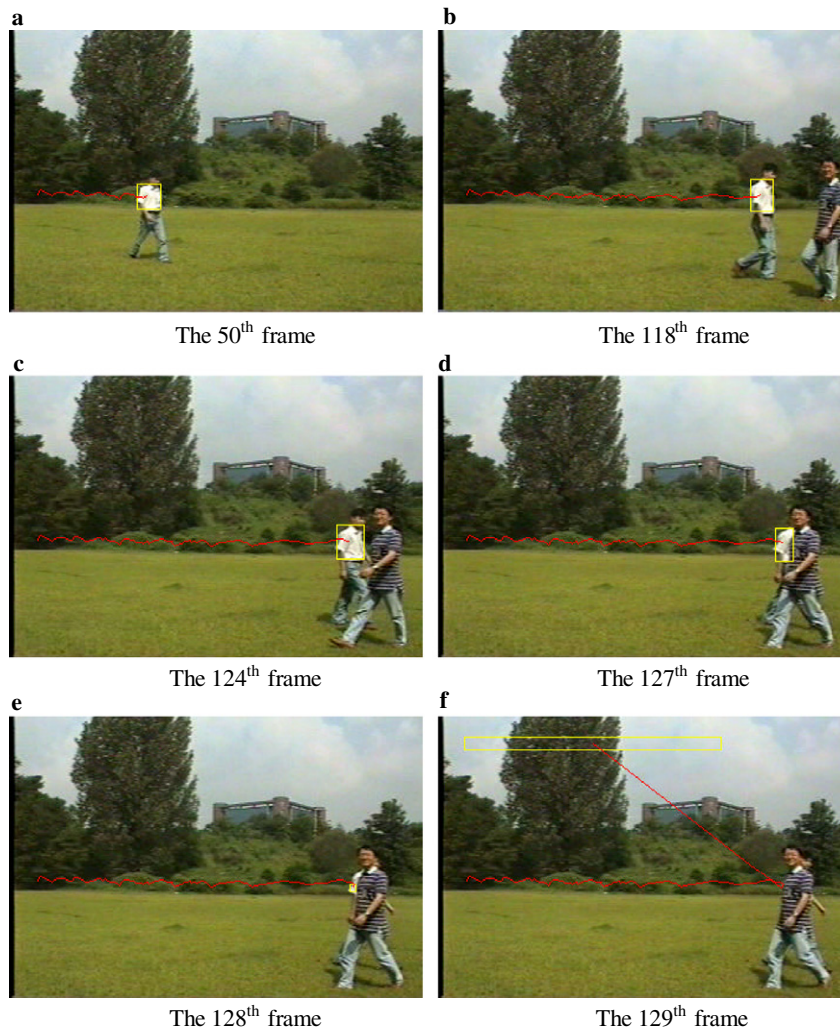 a
b
The 50th frame
The 118th frame
c
d
The 124th frame
The 127th frame
e
f
The 128th frame
The 129th frame